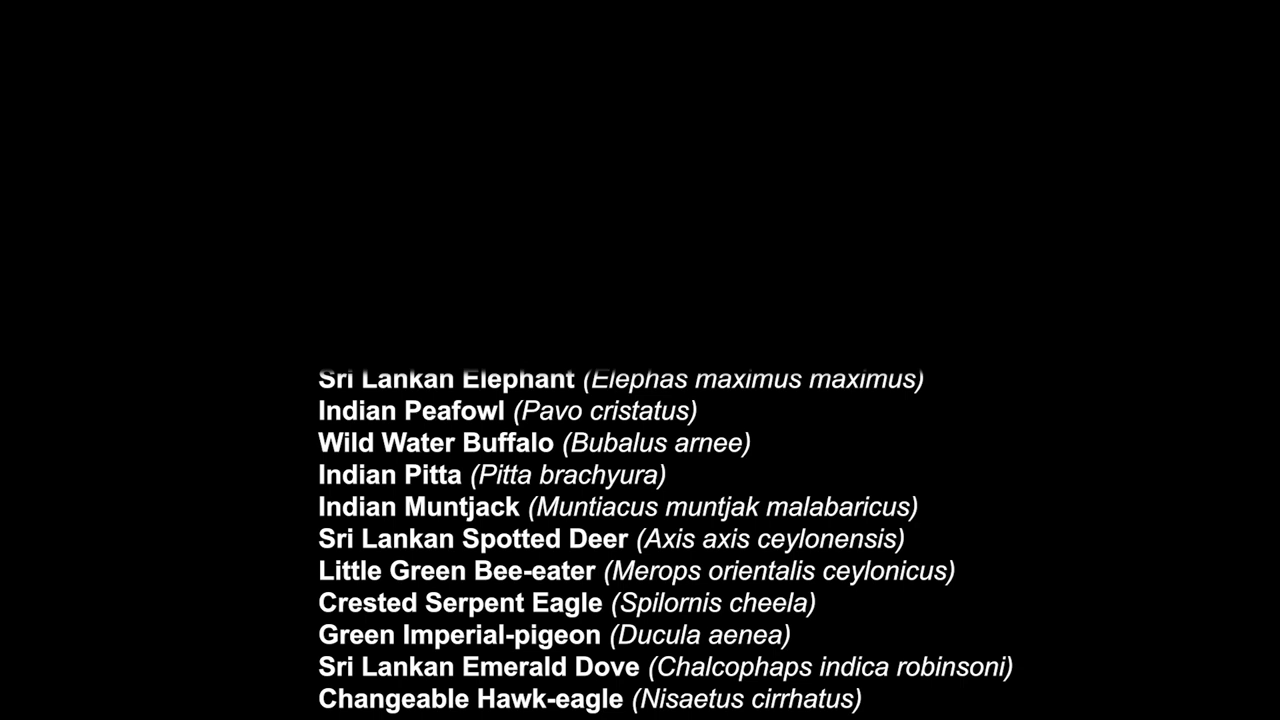 Sri Lankan Elephant (Elephas maximus maximus)
Indian Peafowl (Pavo cristatus)
Wild Water Buffalo (Bubalus arnee)
Indian Pitta (Pitta brachyura)
Indian Muntjack (Muntiacus muntjak malabaricus)
Sri Lankan Spotted Deer (Axis axis ceylonensis)
Little Green Bee-eater (Merops orientalis ceylonicus)
Crested Serpent Eagle (Spilornis cheela)
Green Imperial-pigeon (Ducula aenea)
Sri Lankan Emerald Dove (Chalcophaps indica robinsoni)
Changeable Hawk-eagle (Nisaetus cirrhatus)